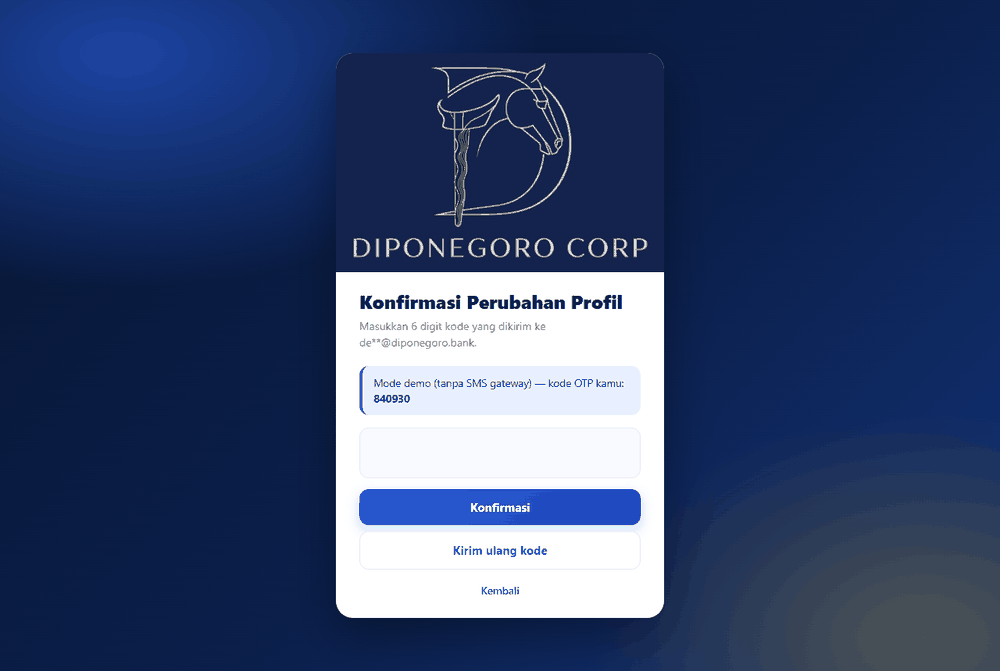 DIPONEGORO CORP
Konfirmasi Perubahan Profil
Masukkan 6 digit kode yang dikirim ke
de**@diponegoro.bank.
Mode demo (tanpa SMS gateway) — kode OTP kamu:
840930
Konfirmasi
Kirim ulang kode
Kembali